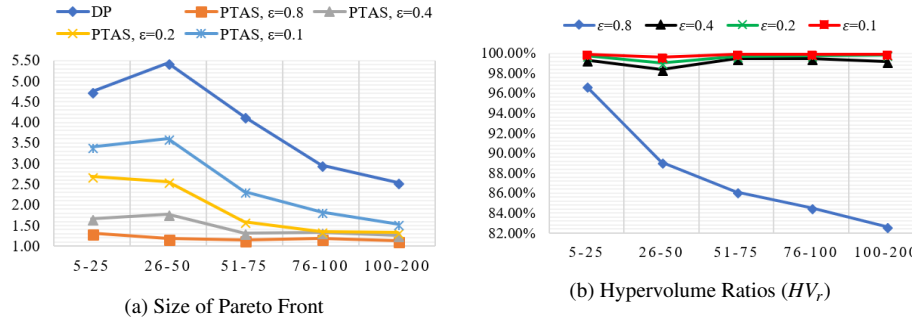 DP
PTAS, ε=0.8
PTAS, ε=0.4
PTAS, ε=0.2
PTAS, ε=0.1
5.50
5.00
4.50
4.00
3.50
3.00
2.50
2.00
1.50
1.00
5-25 26-50 51-75 76-100 100-200
(a) Size of Pareto Front
ε=0.8 ε=0.4 ε=0.2 ε=0.1
100.00%
98.00%
96.00%
94.00%
92.00%
90.00%
88.00%
86.00%
84.00%
82.00%
5-25 26-50 51-75 76-100 100-200
(b) Hypervolume Ratios (HVr)